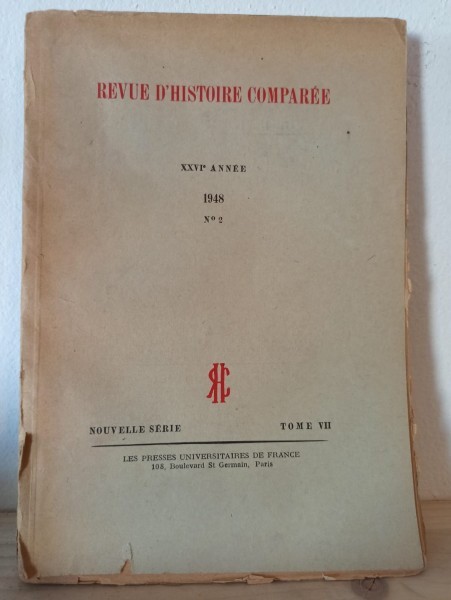 REVUE D'HISTOIRE COMPARÉE
XXVIᵉ ANNÉE
1948
Nº 2
RHC
NOUVELLE SÉRIE TOME VII
LES PRESSES UNIVERSITAIRES DE FRANCE
108, Boulevard St Germain, Paris